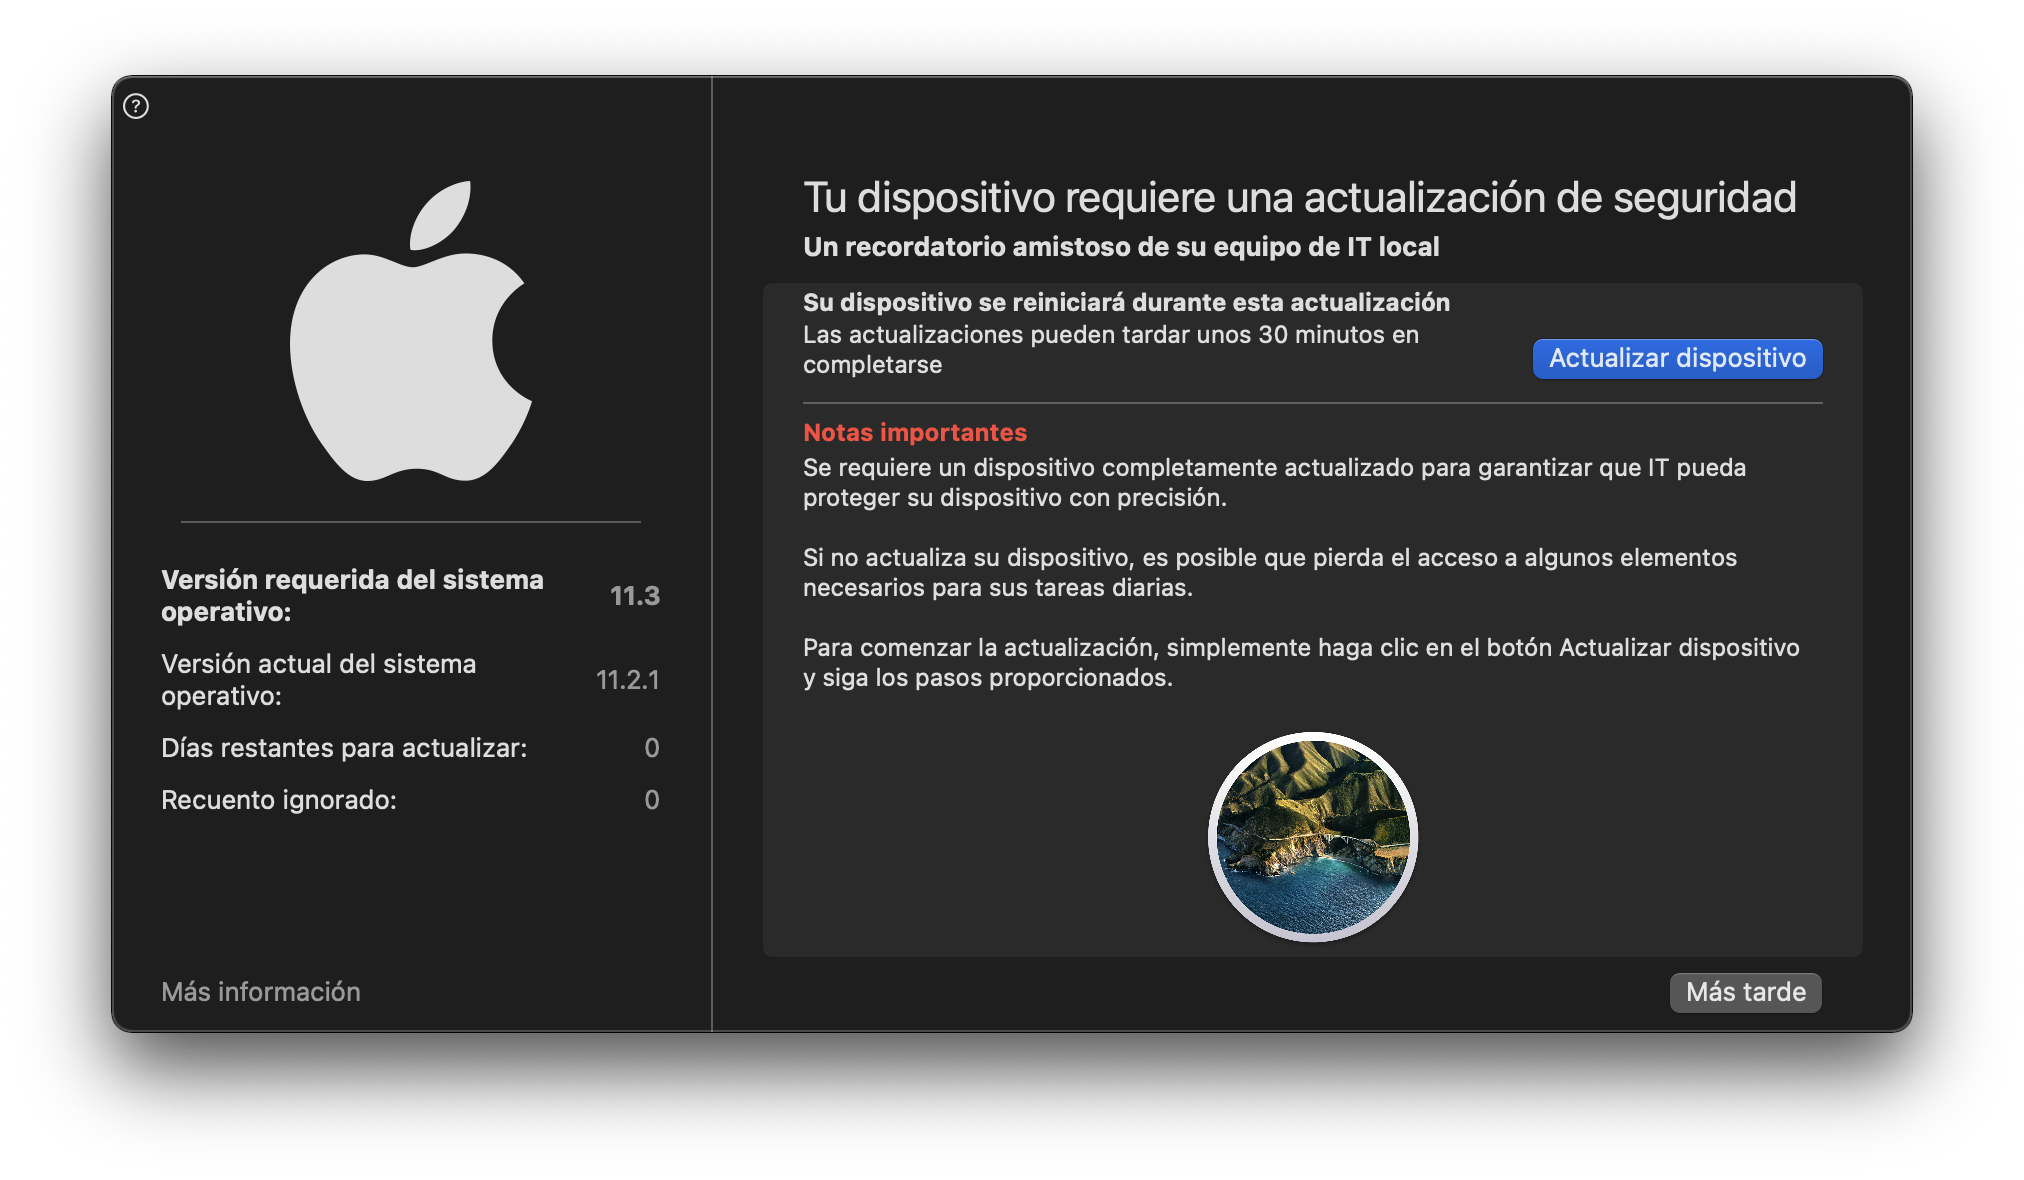 ?
Versión requerida del sistema
operativo:
11.3
Versión actual del sistema
operativo:
11.2.1
Días restantes para actualizar:
0
Recuento ignorado:
0
Más información
Tu dispositivo requiere una actualización de seguridad
Un recordatorio amistoso de su equipo de IT local
Su dispositivo se reiniciará durante esta actualización
Las actualizaciones pueden tardar unos 30 minutos en
completarse
Actualizar dispositivo
Notas importantes
Se requiere un dispositivo completamente actualizado para garantizar que IT pueda
proteger su dispositivo con precisión.
Si no actualiza su dispositivo, es posible que pierda el acceso a algunos elementos
necesarios para sus tareas diarias.
Para comenzar la actualización, simplemente haga clic en el botón Actualizar dispositivo
y siga los pasos proporcionados.
Más tarde